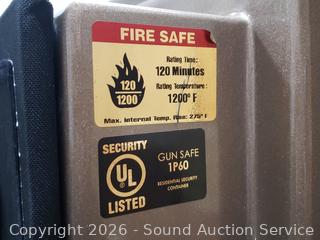 FIRE SAFE
Rating Time:
120 Minutes
Rating Temperature:
1200° F
120
1200
Max. Internal Temp. Rise: 275° F
SECURITY
UL
LISTED
GUN SAFE
1P60
RESIDENTIAL SECURITY
CONTAINER
Copyright 2026 - Sound Auction Service